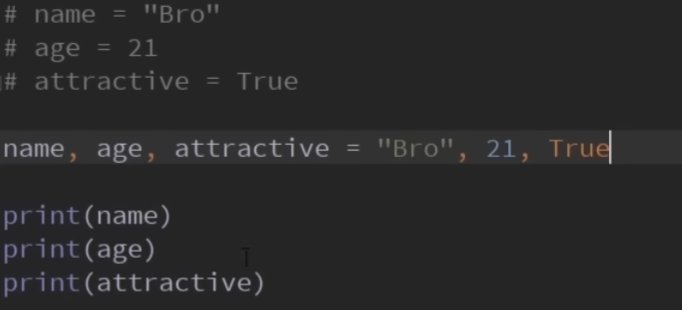 # name = "Bro"
# age = 21
# attractive = True
name, age, attractive = "Bro", 21, True
print(name)
print(age)
print(attractive)